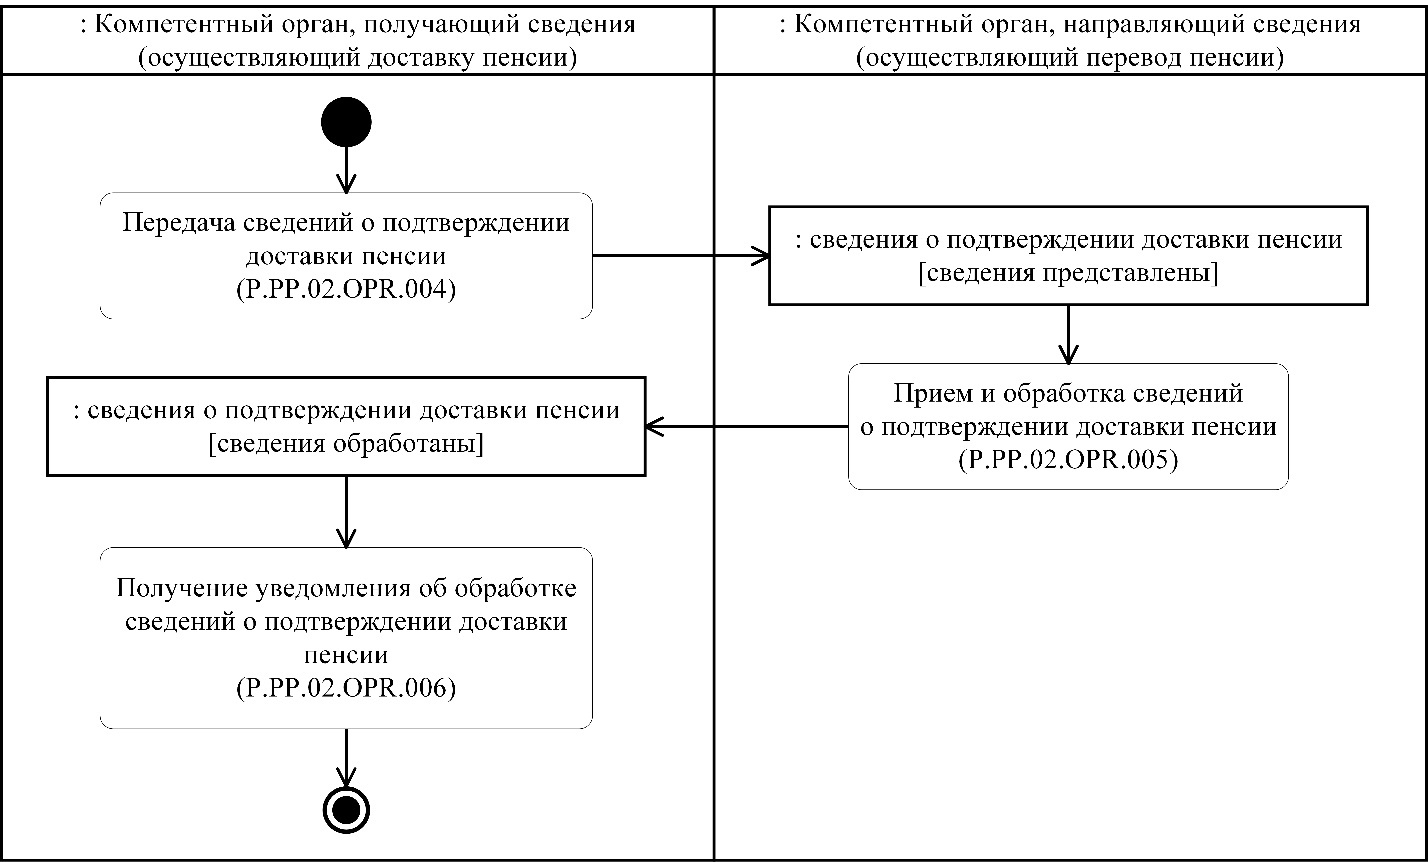 : Компетентный орган, получающий сведения
(осуществляющий доставку пенсии)
: Компетентный орган, направляющий сведения
(осуществляющий перевод пенсии)
Передача сведений о подтверждении
доставки пенсии
(P.PP.02.OPR.004)
: сведения о подтверждении доставки пенсии
[сведения представлены]
Прием и обработка сведений
о подтверждении доставки пенсии
(P.PP.02.OPR.005)
: сведения о подтверждении доставки пенсии
[сведения обработаны]
Получение уведомления об обработке
сведений о подтверждении доставки
пенсии
(P.PP.02.OPR.006)